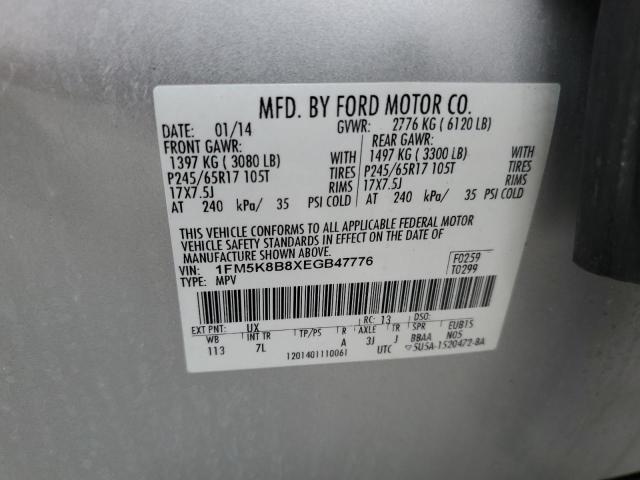 MFD. BY FORD MOTOR CO.
DATE: 01/14 GVWR: 2776 KG ( 6120 LB)
FRONT GAWR: REAR GAWR:
1397 KG ( 3080 LB) WITH 1497 KG ( 3300 LB) WITH
P245/65R17 105T TIRES P245/65R17 105T TIRES
17X7.5J RIMS 17X7.5J RIMS
AT 240 kPa/ 35 PSI COLD AT 240 kPa/ 35 PSI COLD
THIS VEHICLE CONFORMS TO ALL APPLICABLE FEDERAL MOTOR
VEHICLE SAFETY STANDARDS IN EFFECT ON THE DATE OF
MANUFACTURE SHOWN ABOVE.
VIN: 1FM5K8B8XEGB47776 F0259
TYPE: MPV T0299
EXT PNT: UX RC: 13 DSO:
WB INT TR TP/PS R AXLE TR SPR EUBTS
113 7L A 3J J BBAA N05
1201401110061 UTC 5U5A-1520472-BA